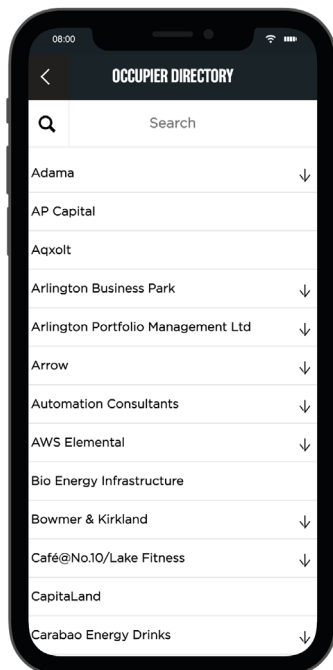 08:00
OCCUPIER DIRECTORY
Search
Adama
AP Capital
Aqxolt
Arlington Business Park
Arlington Portfolio Management Ltd
Arrow
Automation Consultants
AWS Elemental
Bio Energy Infrastructure
Bowmer & Kirkland
Café@No.10/Lake Fitness
CapitaLand
Carabao Energy Drinks